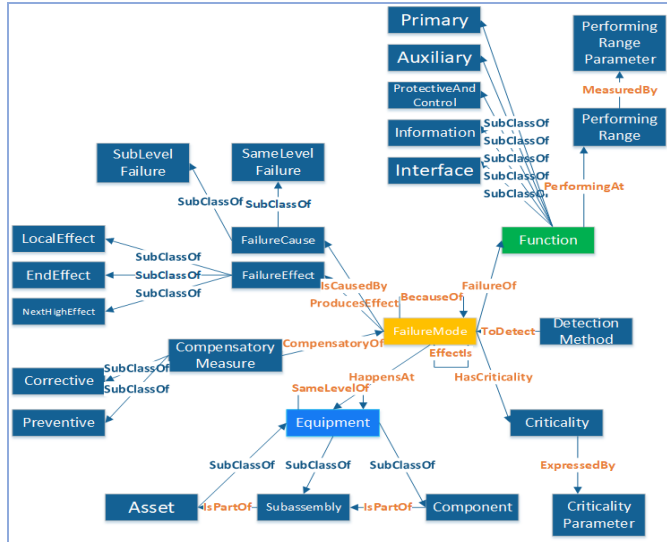 Primary
Performing
Range
Parameter
Auxiliary
ProtectiveAnd
Control
MeasuredBy
Information
SubClassOf
Performing
Range
SubClassOf
SameLevel
Failure
SubLevel
Failure
SubClassOf
Interface
SubClassOf
PerformingAt
SubClassOf
SubClassOf
SubClassOf
LocalEffect
FailureCause
Function
SubClassOf
EndEffect
SubClassOf
FailureEffect
IsCausedBy
FailureOf
SubClassOf
BecauseOf
ProducesEffect
NextHighEffect
FailureMode
ToDetect
Detection
Method
Compensatory
Measure
CompensatoryOf
EffectIs
SubClassOf
Corrective
SubClassOf
HappensAt
HasCriticality
SameLevelOf
Preventive
Equipment
Criticality
SubClassOf
SubClassOf
SubClassOf
ExpressedBy
Asset
IsPartOf
Subassembly
IsPartOf
Component
Criticality
Parameter